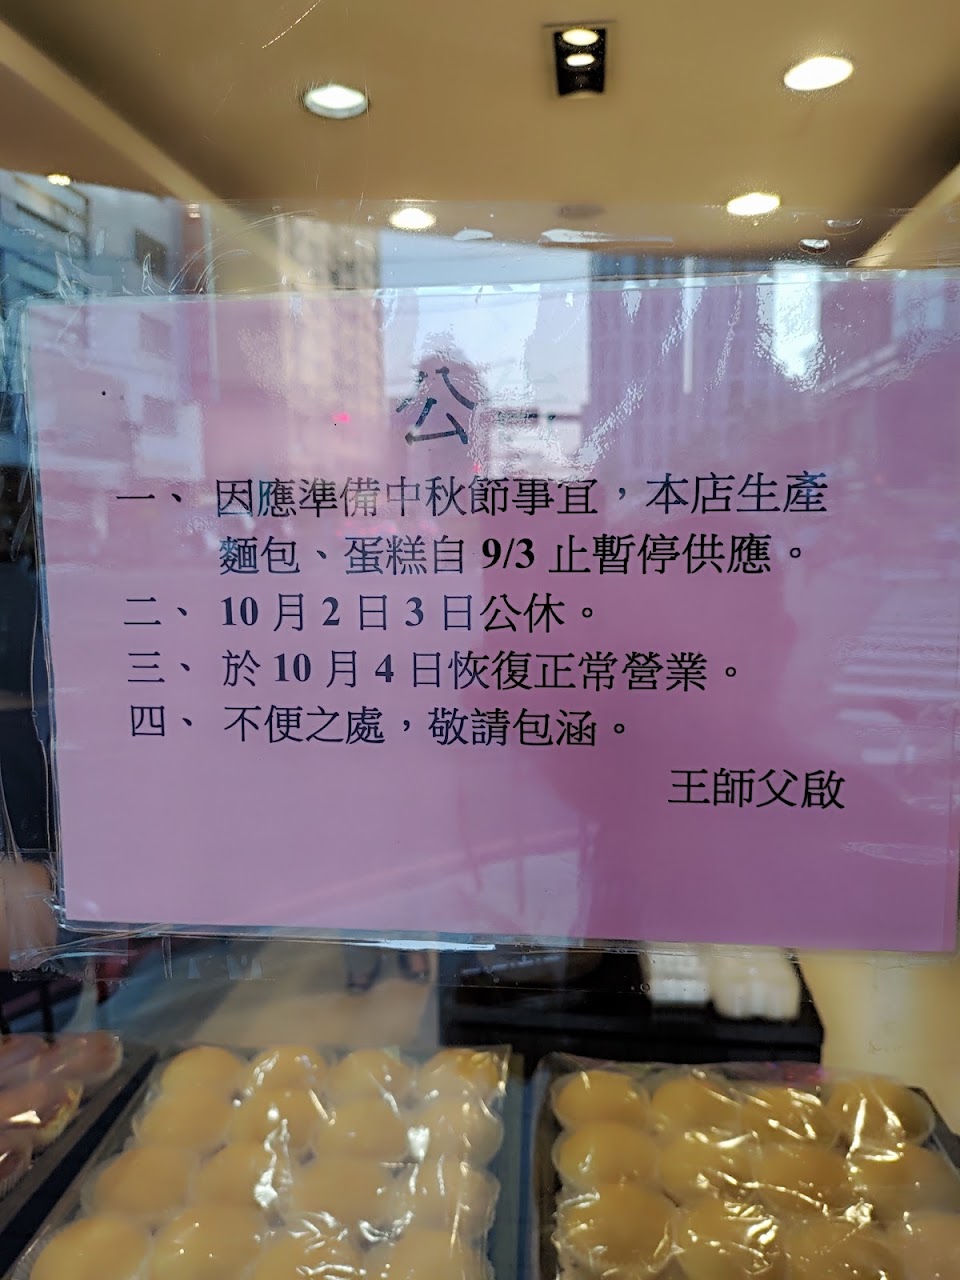 公
一、 因應準備中秋節事宜，本店生產
麵包、蛋糕自 9/3 止暫停供應。
二、 10 月 2 日 3 日公休。
三、 於 10 月 4 日恢復正常營業。
四、 不便之處，敬請包涵。
王師父啟